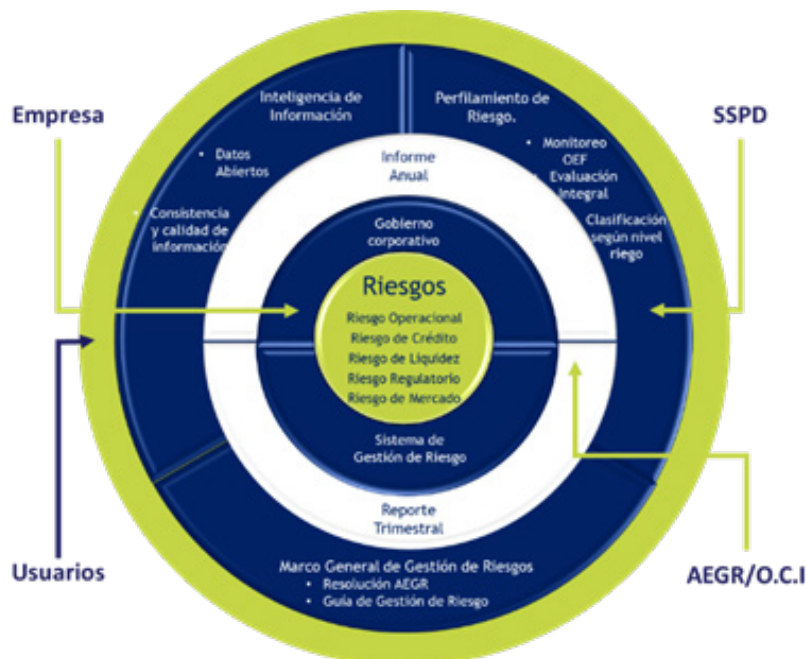 Empresa
SSPD
Inteligencia de
Información
• Datos
Abiertos
• Consistencia
y calidad de
información
Perfilamiento de
Riesgo.
• Monitoreo
OEF
• Evaluación
Integral
Clasificación
según nivel
riego
Informe
Anual
Gobierno
corporativo
Riesgos
Riesgo Operacional
Riesgo de Crédito
Riesgo de Liquidez
Riesgo Regulatorio
Riesgo de Mercado
Sistema de
Gestión de Riesgo
Reporte
Trimestral
Marco General de Gestión de Riesgos
• Resolución AEGR
• Guía de Gestión de Riesgo
Usuarios
AEGR/O.C.I